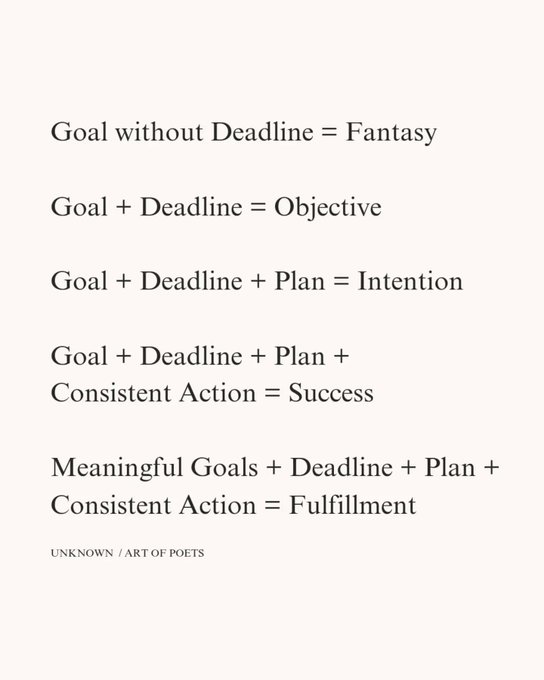 Goal without Deadline = Fantasy
Goal + Deadline = Objective
Goal + Deadline + Plan = Intention
Goal + Deadline + Plan +
Consistent Action = Success
Meaningful Goals + Deadline + Plan +
Consistent Action = Fulfillment
UNKNOWN / ART OF POETS